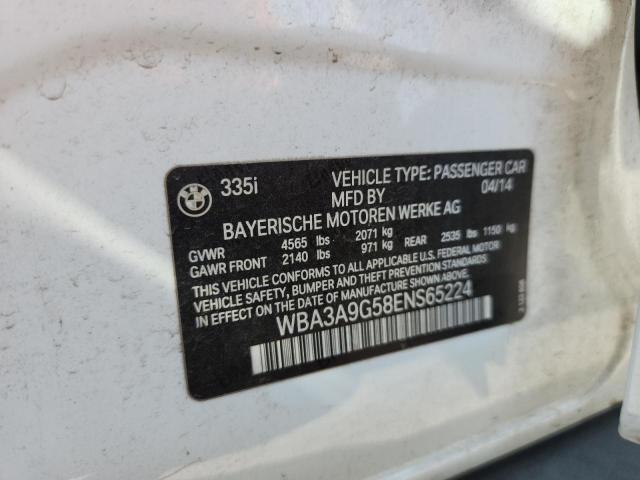 335i VEHICLE TYPE: PASSENGER CAR
MFD BY 04/14
BAYERISCHE MOTOREN WERKE AG
GVWR 4565 lbs 2071 kg
GAWR FRONT 2140 lbs 971 kg REAR 2535 lbs 1150 kg
THIS VEHICLE CONFORMS TO ALL APPLICABLE U.S. FEDERAL MOTOR
VEHICLE SAFETY, BUMPER AND THEFT PREVENTION STANDARDS
IN EFFECT ON THE DATE OF MANUFACTURE SHOWN ABOVE.
WBA3A9G58ENS65224